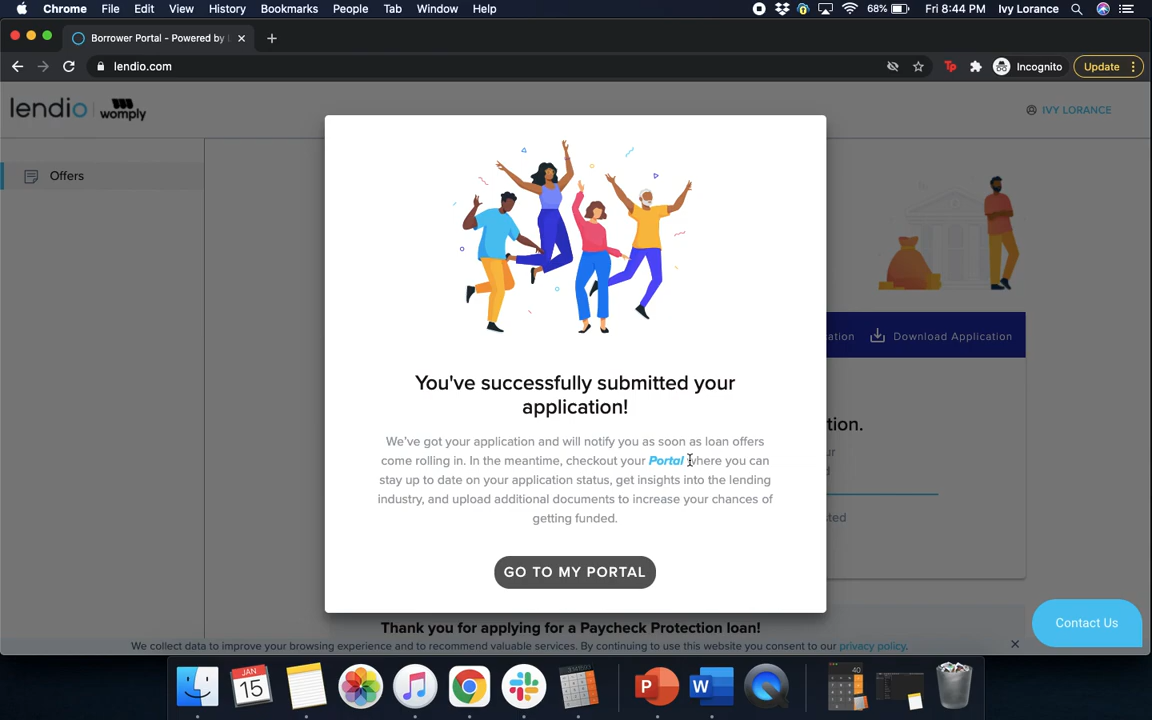 Chrome File Edit View History Bookmarks People Tab Window Help 68% Fri 8:44 PM Ivy Lorance
Borrower Portal - Powered by
lendio.com Incognito Update
lendio womply IVY LORANCE
Offers
ation Download Application
You've successfully submitted your
application!
tion.
We've got your application and will notify you as soon as loan offers
come rolling in. In the meantime, checkout your Portal where you can
stay up to date on your application status, get insights into the lending
industry, and upload additional documents to increase your chances of
getting funded.
ur
d
sted
GO TO MY PORTAL
Contact Us
Thank you for applying for a Paycheck Protection loan!
We collect data to improve your browsing experience and to recommend valuable services. By continuing to use this website you consent to our privacy policy.
JAN
15
P
W
40